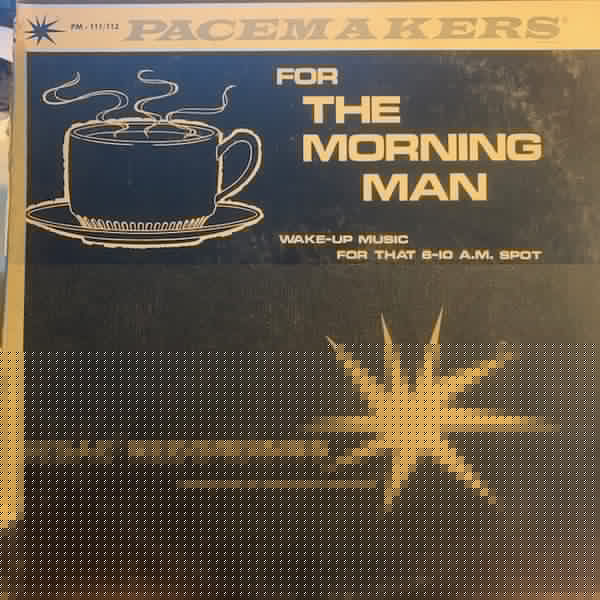 PM - 111/112 PACEMAKERS®
FOR
THE
MORNING
MAN
WAKE-UP MUSIC
FOR THAT 6-10 A.M. SPOT